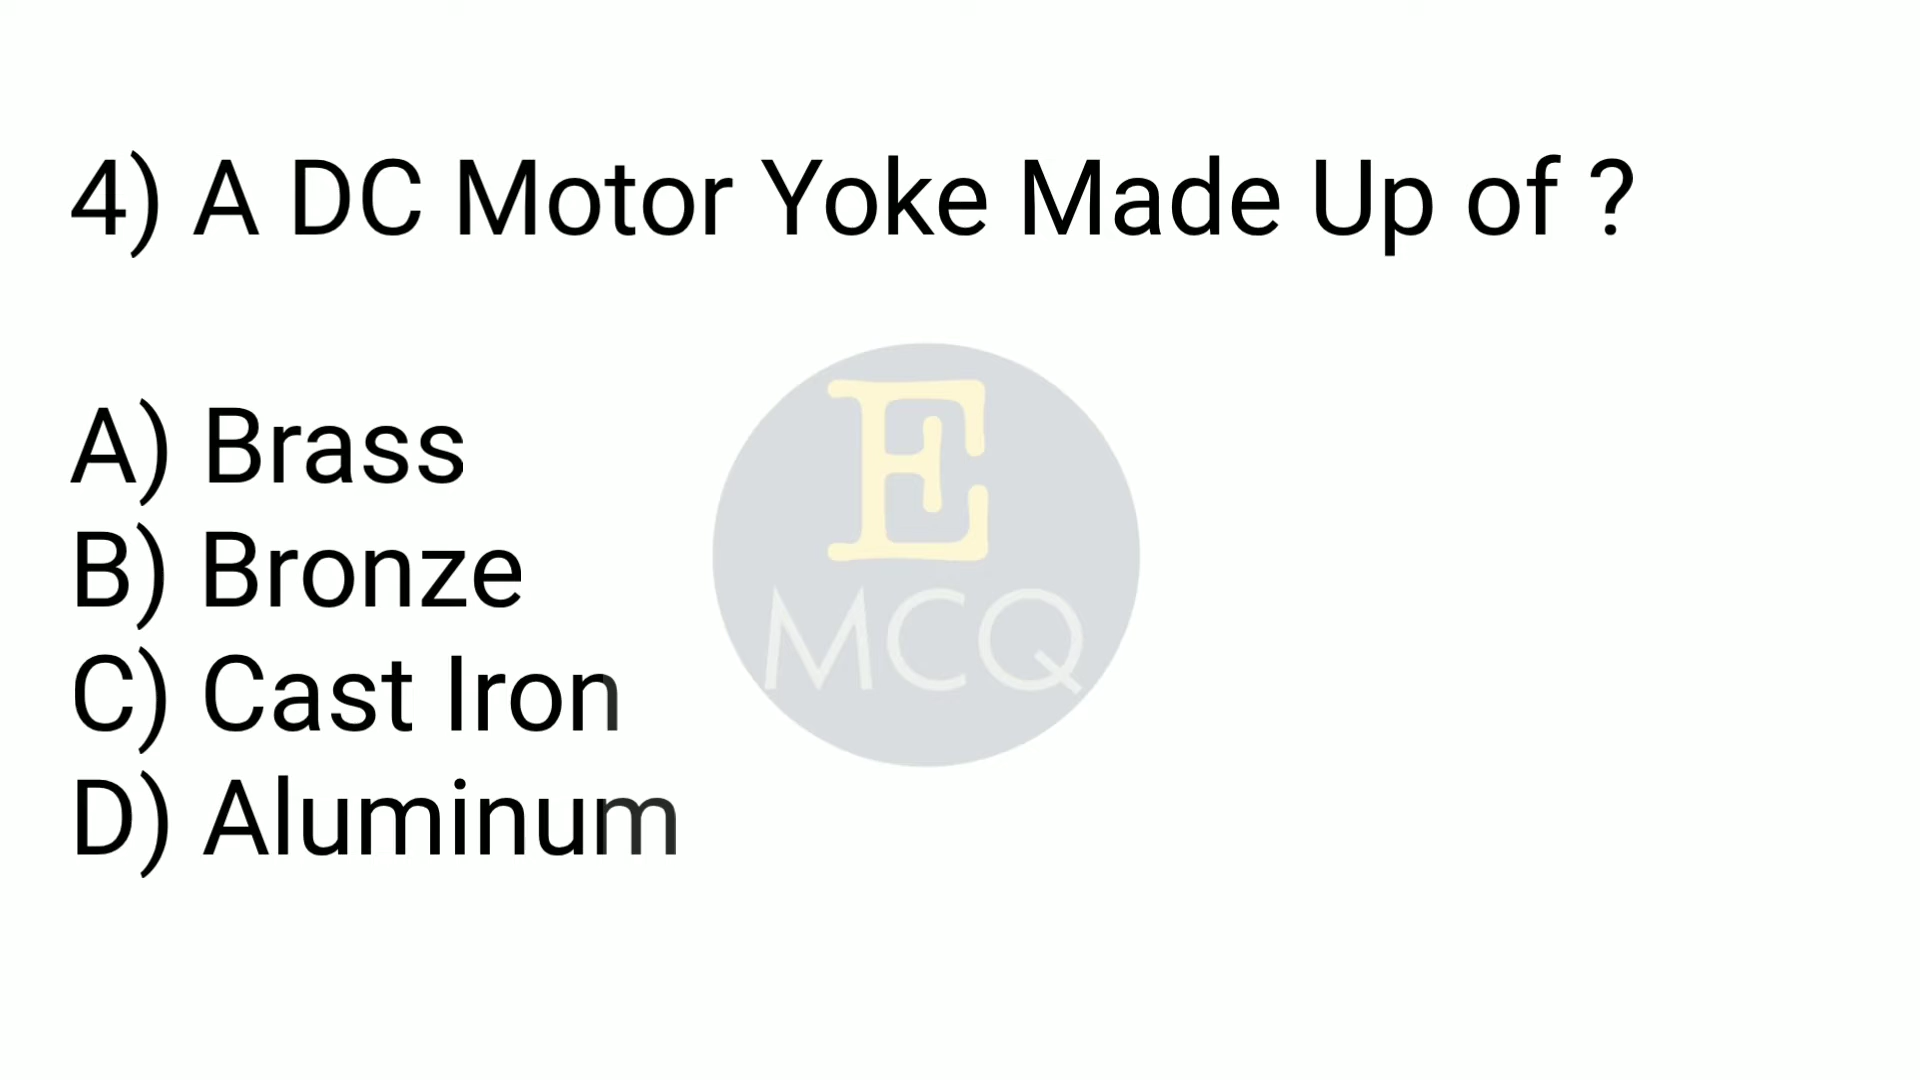 4) A DC Motor Yoke Made Up of ?
A) Brass
B) Bronze
C) Cast Iron
D) Aluminum
E
MCQ